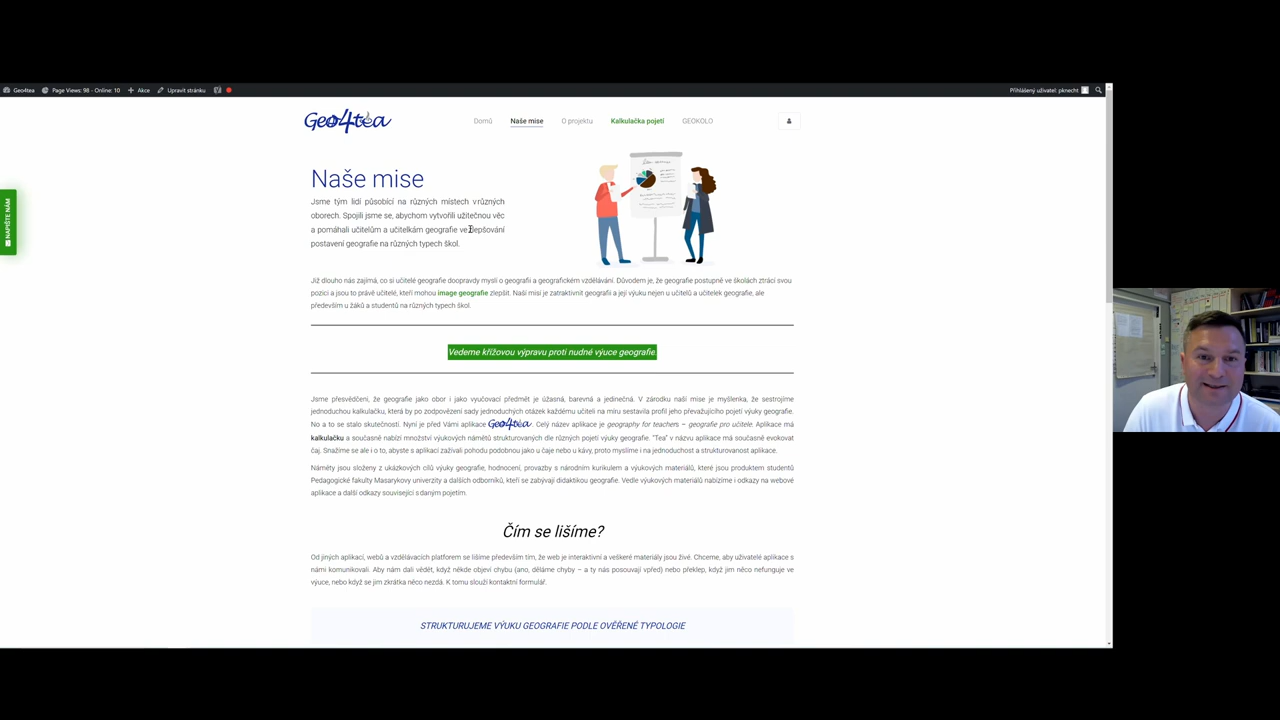 Geo4tea Page Views: 98 - Online: 10 Akce Upravit stránku Přihlášený uživatel: pknecht
Geo4tea Domů Naše mise O projektu Kalkulačka pojetí GEOKOLO
NAPIŠTE NÁM
Naše mise
Jsme tým lidí působící na různých místech v různých
oborech. Spojili jsme se, abychom vytvořili užitečnou věc
a pomáhali učitelům a učitelkám geografie ve zlepšování
postavení geografie na různých typech škol.
Již dlouho nás zajímá, co si učitelé geografie doopravdy myslí o geografii a geografickém vzdělávání. Důvodem je, že geografie postupně ve školách ztrácí svou
pozici a jsou to právě učitelé, kteří mohou image geografie zlepšit. Naší misí je zatraktivnit geografii a její výuku nejen u učitelů a učitelek geografie, ale
především u žáků a studentů na různých typech škol.
Vedeme křížovou výpravu proti nudné výuce geografie.
Jsme přesvědčeni, že geografie jako obor i jako vyučovací předmět je úžasná, barevná a jedinečná. V zárodku naší mise je myšlenka, že sestrojíme
jednoduchou kalkulačku, která by po zodpovězení sady jednoduchých otázek každému učiteli na míru sestavila profil jeho převažujícího pojetí výuky geografie.
No a to se stalo skutečností. Nyní je před Vámi aplikace Geo4tea. Celý název aplikace je geography for teachers – geografie pro učitele. Aplikace má
kalkulačku a současně nabízí množství výukových námětů strukturovaných dle různých pojetí výuky geografie. "Tea" v názvu aplikace má současně evokovat
čaj. Snažíme se ale i o to, abyste s aplikací zažívali pohodu podobnou jako u čaje nebo u kávy, proto myslíme i na jednoduchost a strukturovanost aplikace.
Náměty jsou složeny z ukázkových cílů výuky geografie, hodnocení, provazby s národním kurikulem a výukových materiálů, které jsou produktem studentů
Pedagogické fakulty Masarykovy univerzity a dalších odborníků, kteří se zabývají didaktikou geografie. Vedle výukových materiálů nabízíme i odkazy na webové
aplikace a další odkazy související s daným pojetím.
Čím se lišíme?
Od jiných aplikací, webů a vzdělávacích platforem se lišíme především tím, že web je interaktivní a veškeré materiály jsou živé. Chceme, aby uživatelé aplikace s
námi komunikovali. Aby nám dali vědět, když někde objeví chybu (ano, děláme chyby – a ty nás posouvají vpřed) nebo překlep, když jim něco nefunguje ve
výuce, nebo když se jim zkrátka něco nezdá. K tomu slouží kontaktní formulář.
STRUKTURUJEME VÝUKU GEOGRAFIE PODLE OVĚŘENÉ TYPOLOGIE